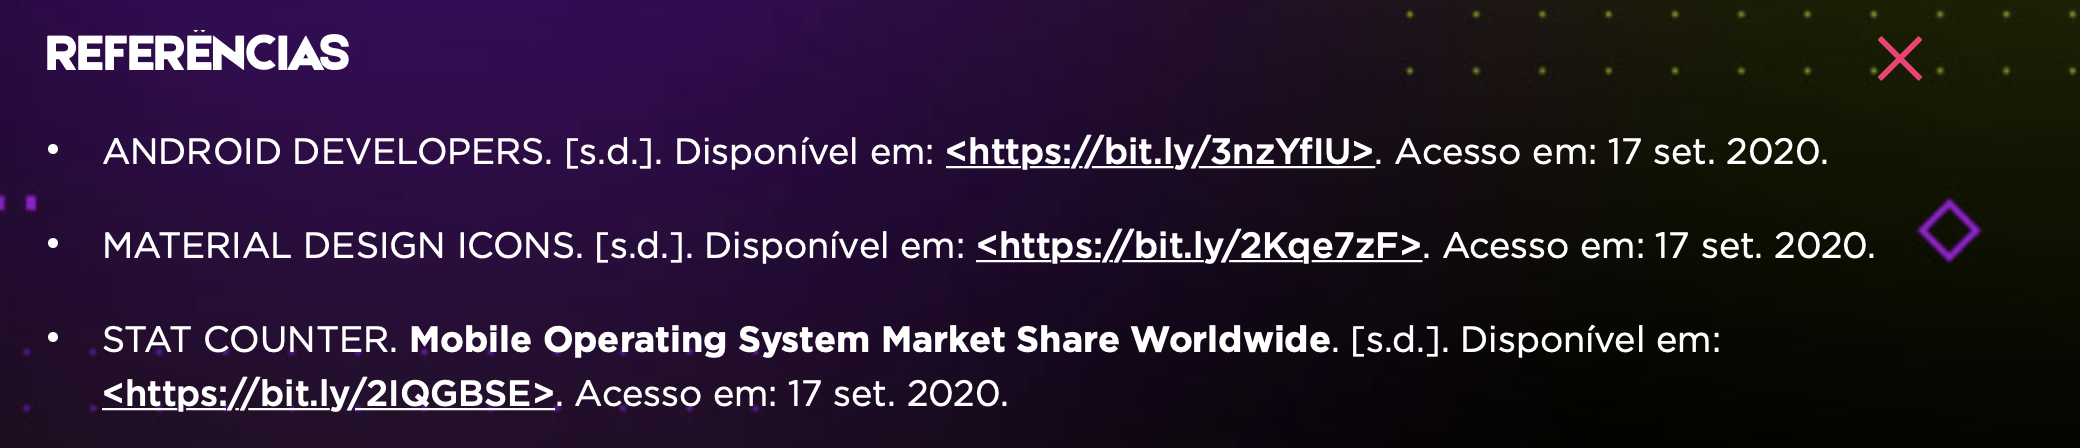 REFERÊNCIAS
• ANDROID DEVELOPERS. [s.d.]. Disponível em: <https://bit.ly/3nzYfIU>. Acesso em: 17 set. 2020.
• MATERIAL DESIGN ICONS. [s.d.]. Disponível em: <https://bit.ly/2Kqe7zF>. Acesso em: 17 set. 2020.
• STAT COUNTER. Mobile Operating System Market Share Worldwide. [s.d.]. Disponível em:
<https://bit.ly/2IQGBSE>. Acesso em: 17 set. 2020.